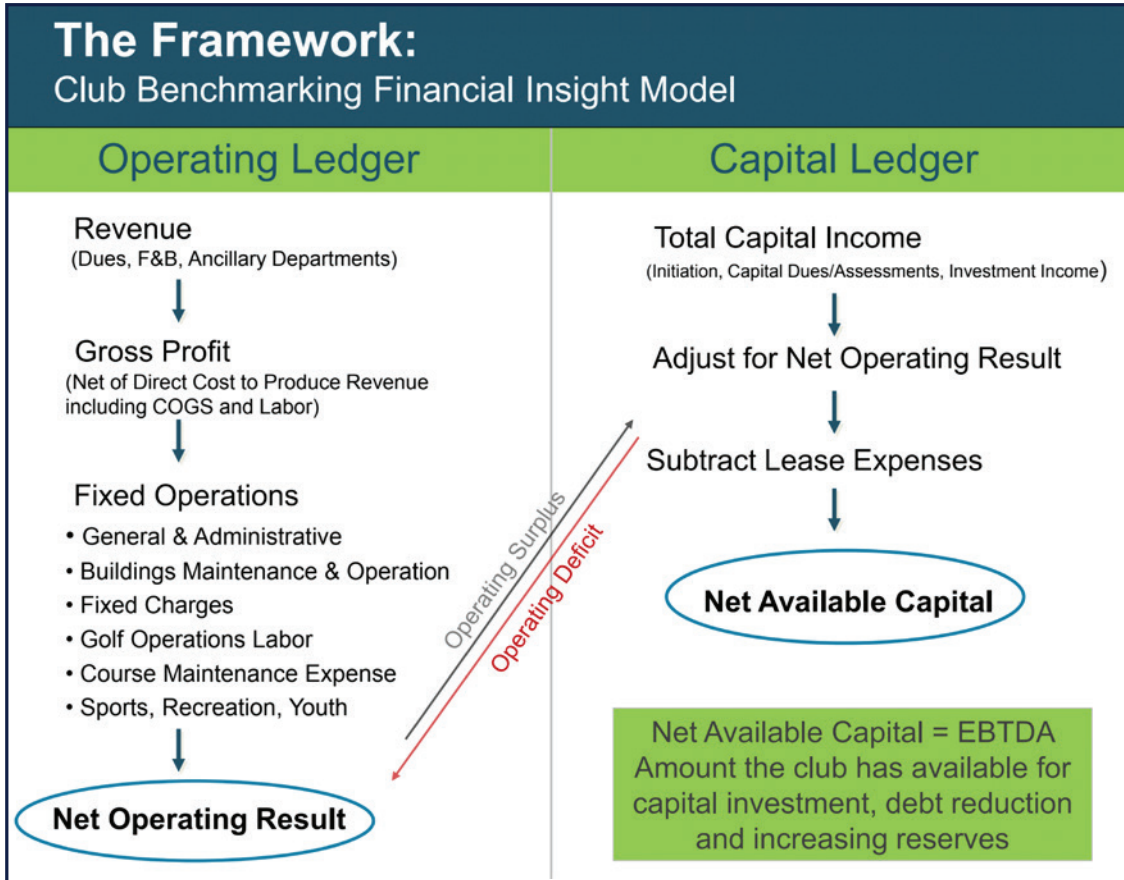 The Framework:
Club Benchmarking Financial Insight Model
Operating Ledger
Revenue
(Dues, F&B, Ancillary Departments)
Gross Profit
(Net of Direct Cost to Produce Revenue
including COGS and Labor)
Fixed Operations
• General & Administrative
• Buildings Maintenance & Operation
• Fixed Charges
• Golf Operations Labor
• Course Maintenance Expense
• Sports, Recreation, Youth
Net Operating Result
Operating Surplus
Operating Deficit
Capital Ledger
Total Capital Income
(Initiation, Capital Dues/Assessments, Investment Income)
Adjust for Net Operating Result
Subtract Lease Expenses
Net Available Capital
Net Available Capital = EBTDA
Amount the club has available for
capital investment, debt reduction
and increasing reserves